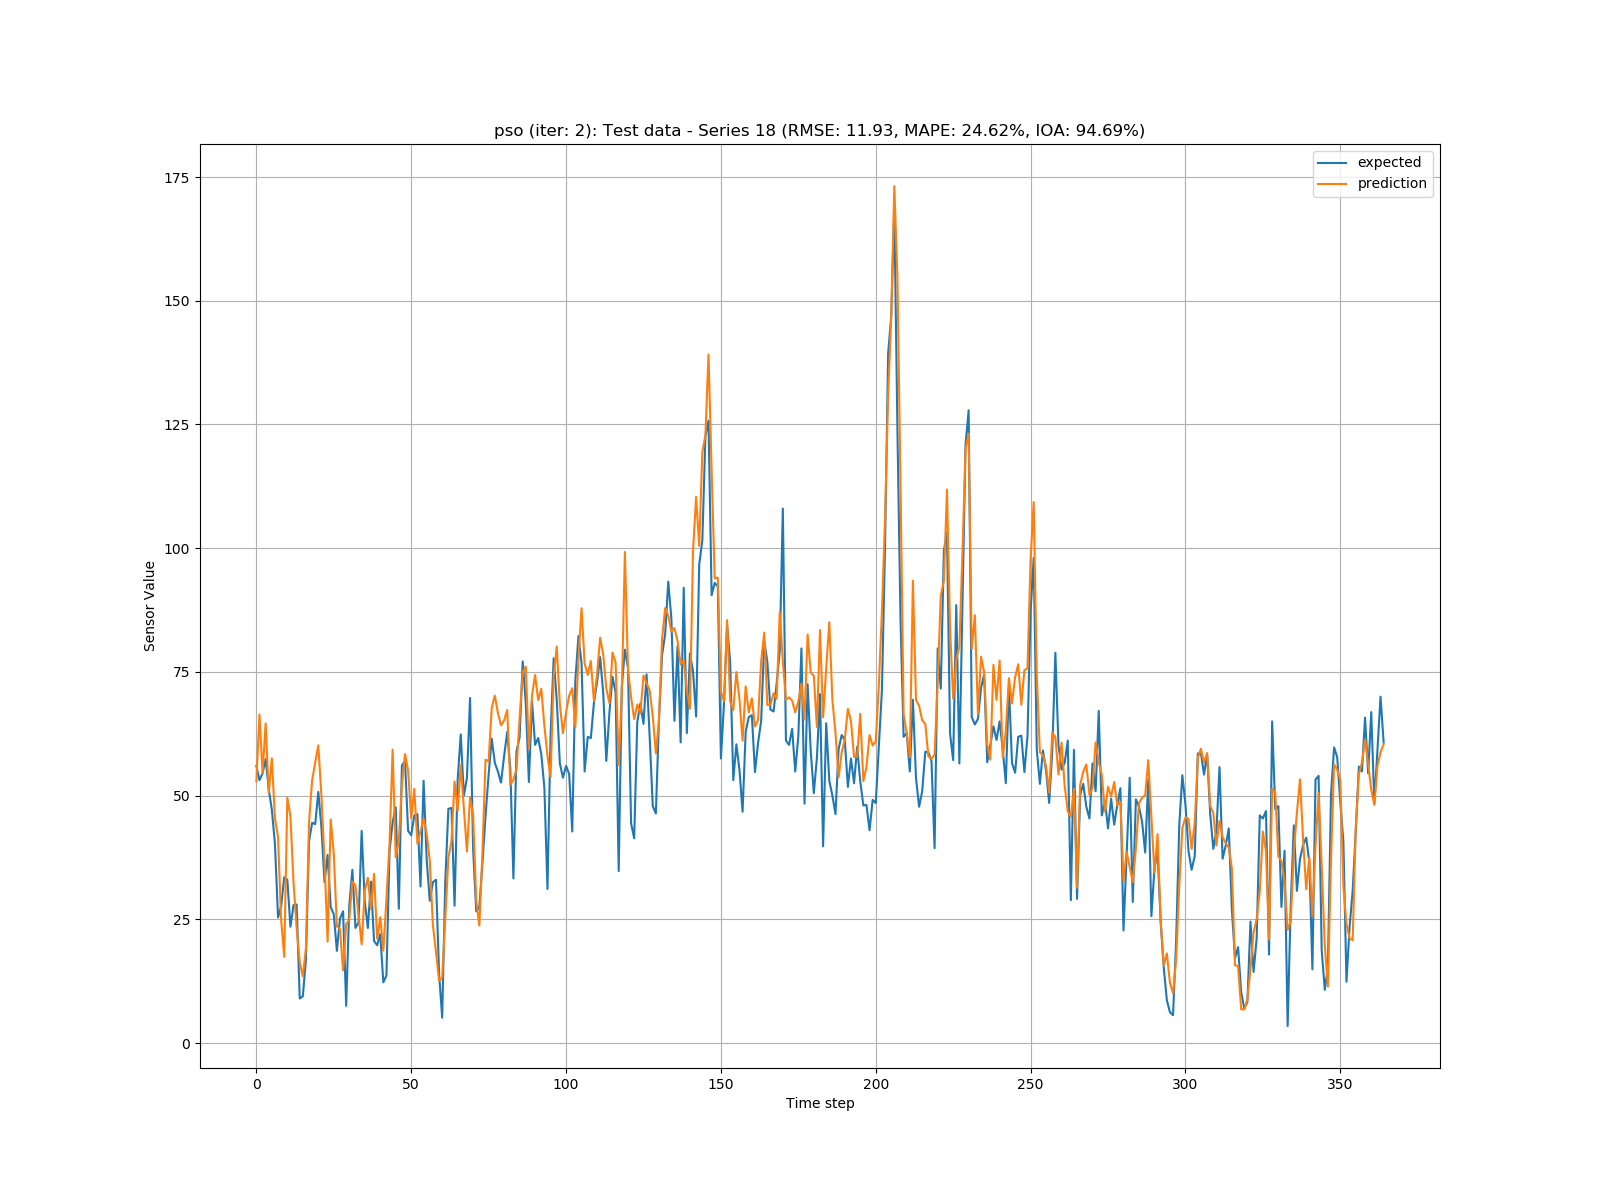 pso (iter: 2): Test data - Series 18 (RMSE: 11.93, MAPE: 24.62%, IOA: 94.69%)
expected
prediction
175
150
125
100
75
50
25
0
Sensor Value
0 50 100 150 200 250 300 350
Time step